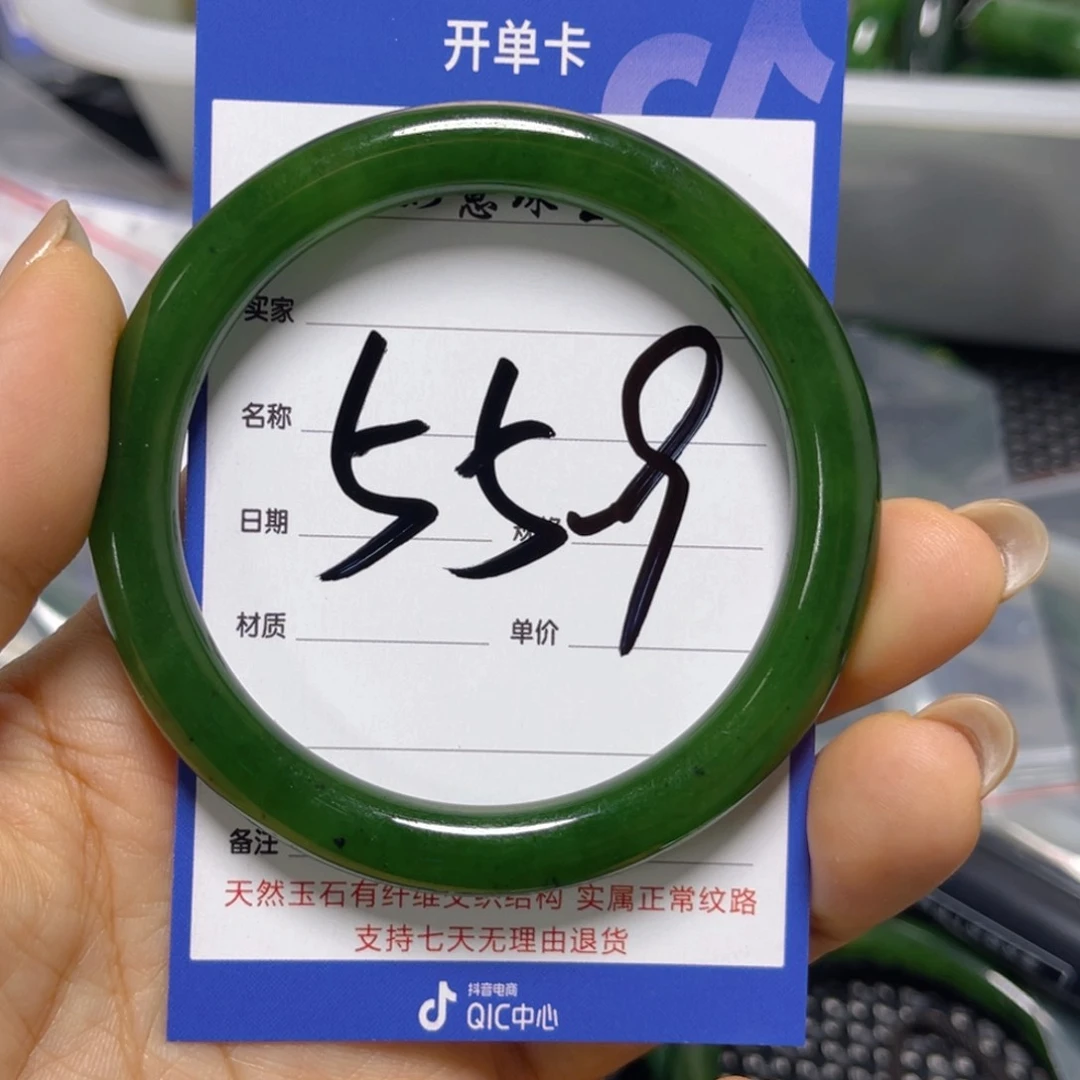 开单卡
买家
名称
559
日期
材质 单价
备注
天然玉石有纤维交织结构 实属正常纹路
支持七天无理由退货
抖音电商
QIC中心